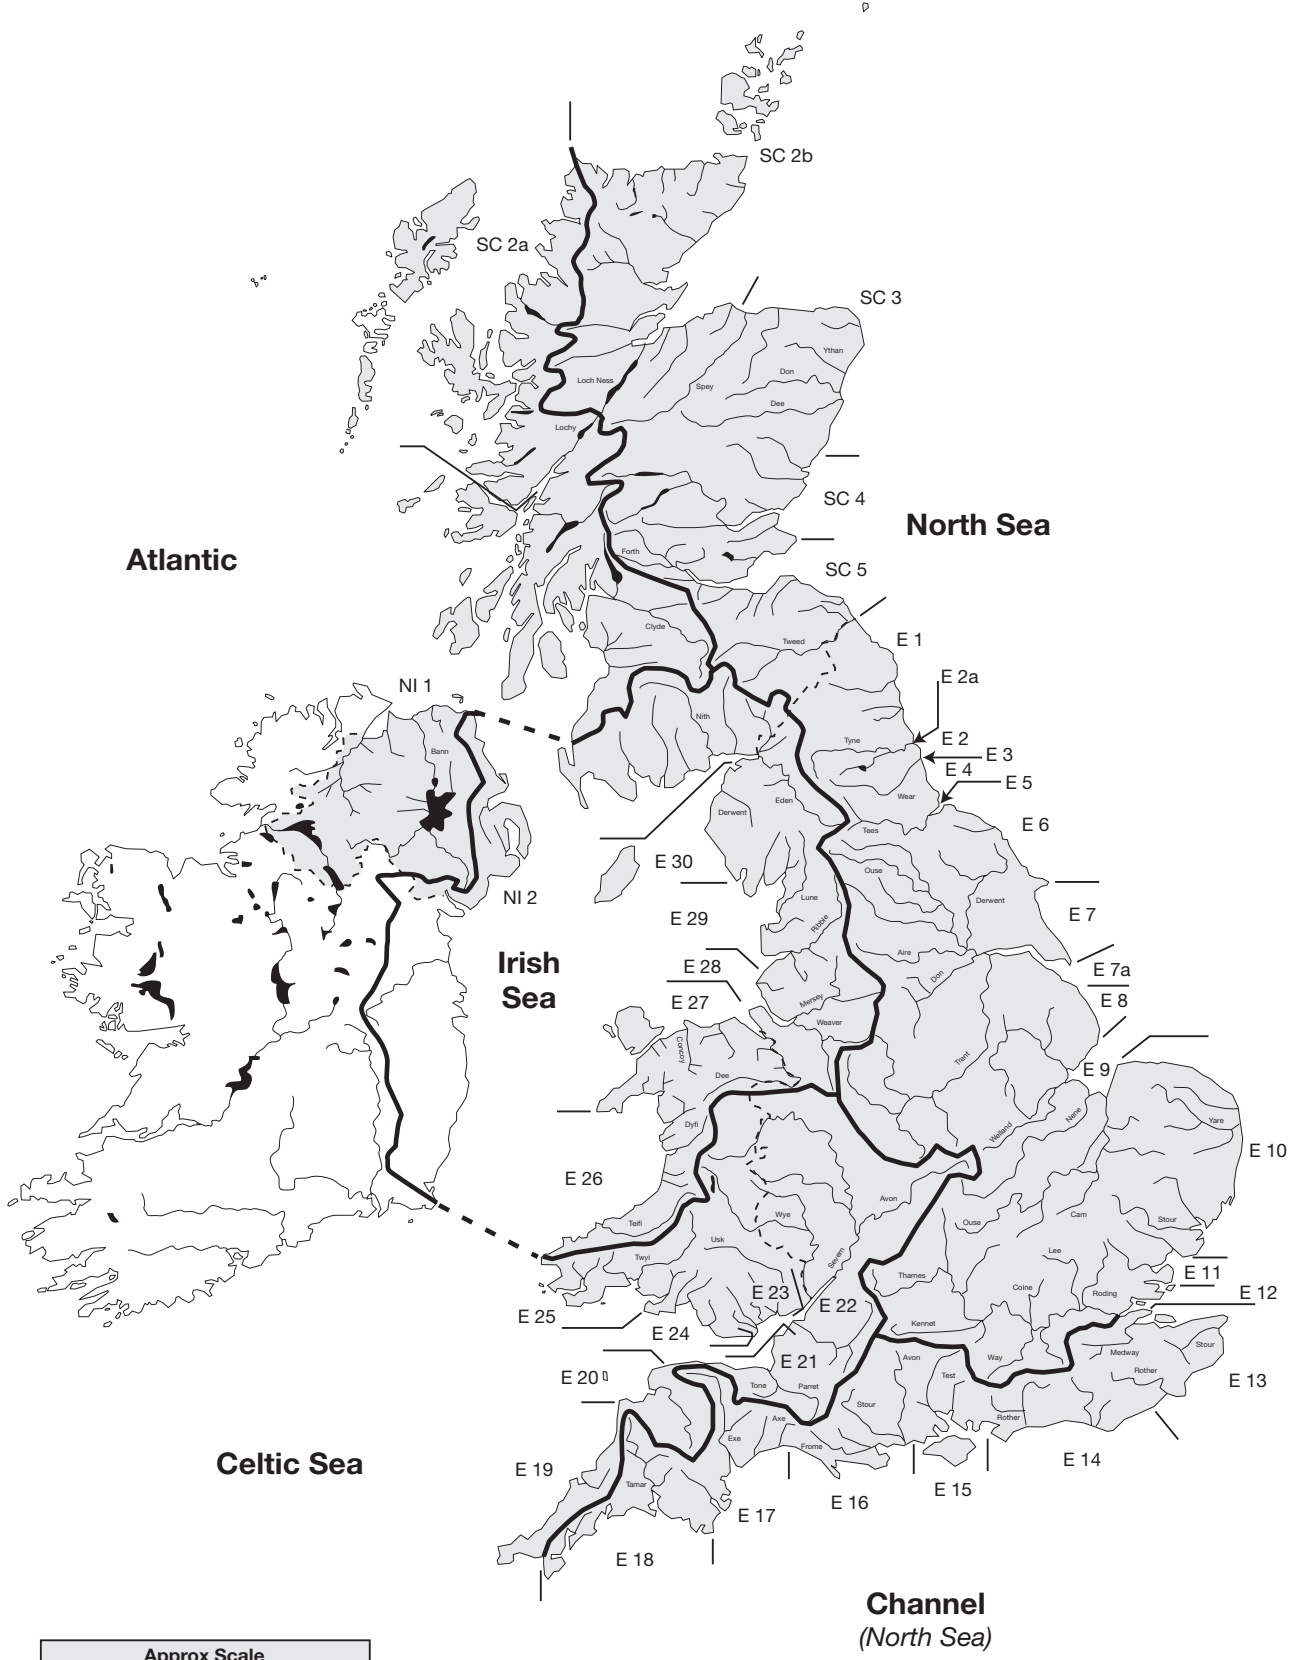 SC 2b
SC 2a
SC 3
Ythan
Loch Ness
Spey
Don
Dee
Lochy
SC 4
North Sea
Atlantic
Forth
SC 5
Clyde
Tweed
E 1
E 2a
NI 1
Nith
Bann
Tyne
E 2
E 3
E 4
E 5
Derwent
Eden
Wear
E 6
Tees
E 30
Ouse
NI 2
Lune
Derwent
E 29
Ribble
E 7
Irish
Sea
Aire
E 28
Don
E 7a
E 27
Mersey
E 8
Weaver
Concoy
Trent
Dee
E 9
Dyfi
Welland
Nene
Yare
E 10
E 26
Avon
Teifi
Wye
Ouse
Cam
Stour
Usk
Twyi
Severn
Lee
Thames
E 11
E 23
E 22
Colne
Roding
E 12
E 25
E 24
Kennet
E 21
Avon
Way
Medway
Stour
E 20
Tone
Parret
Test
Rother
E 13
Stour
Axe
Rother
Exe
Frome
Celtic Sea
E 19
E 14
Tamar
E 15
E 16
E 17
E 18
Channel
(North Sea)
Approx Scale